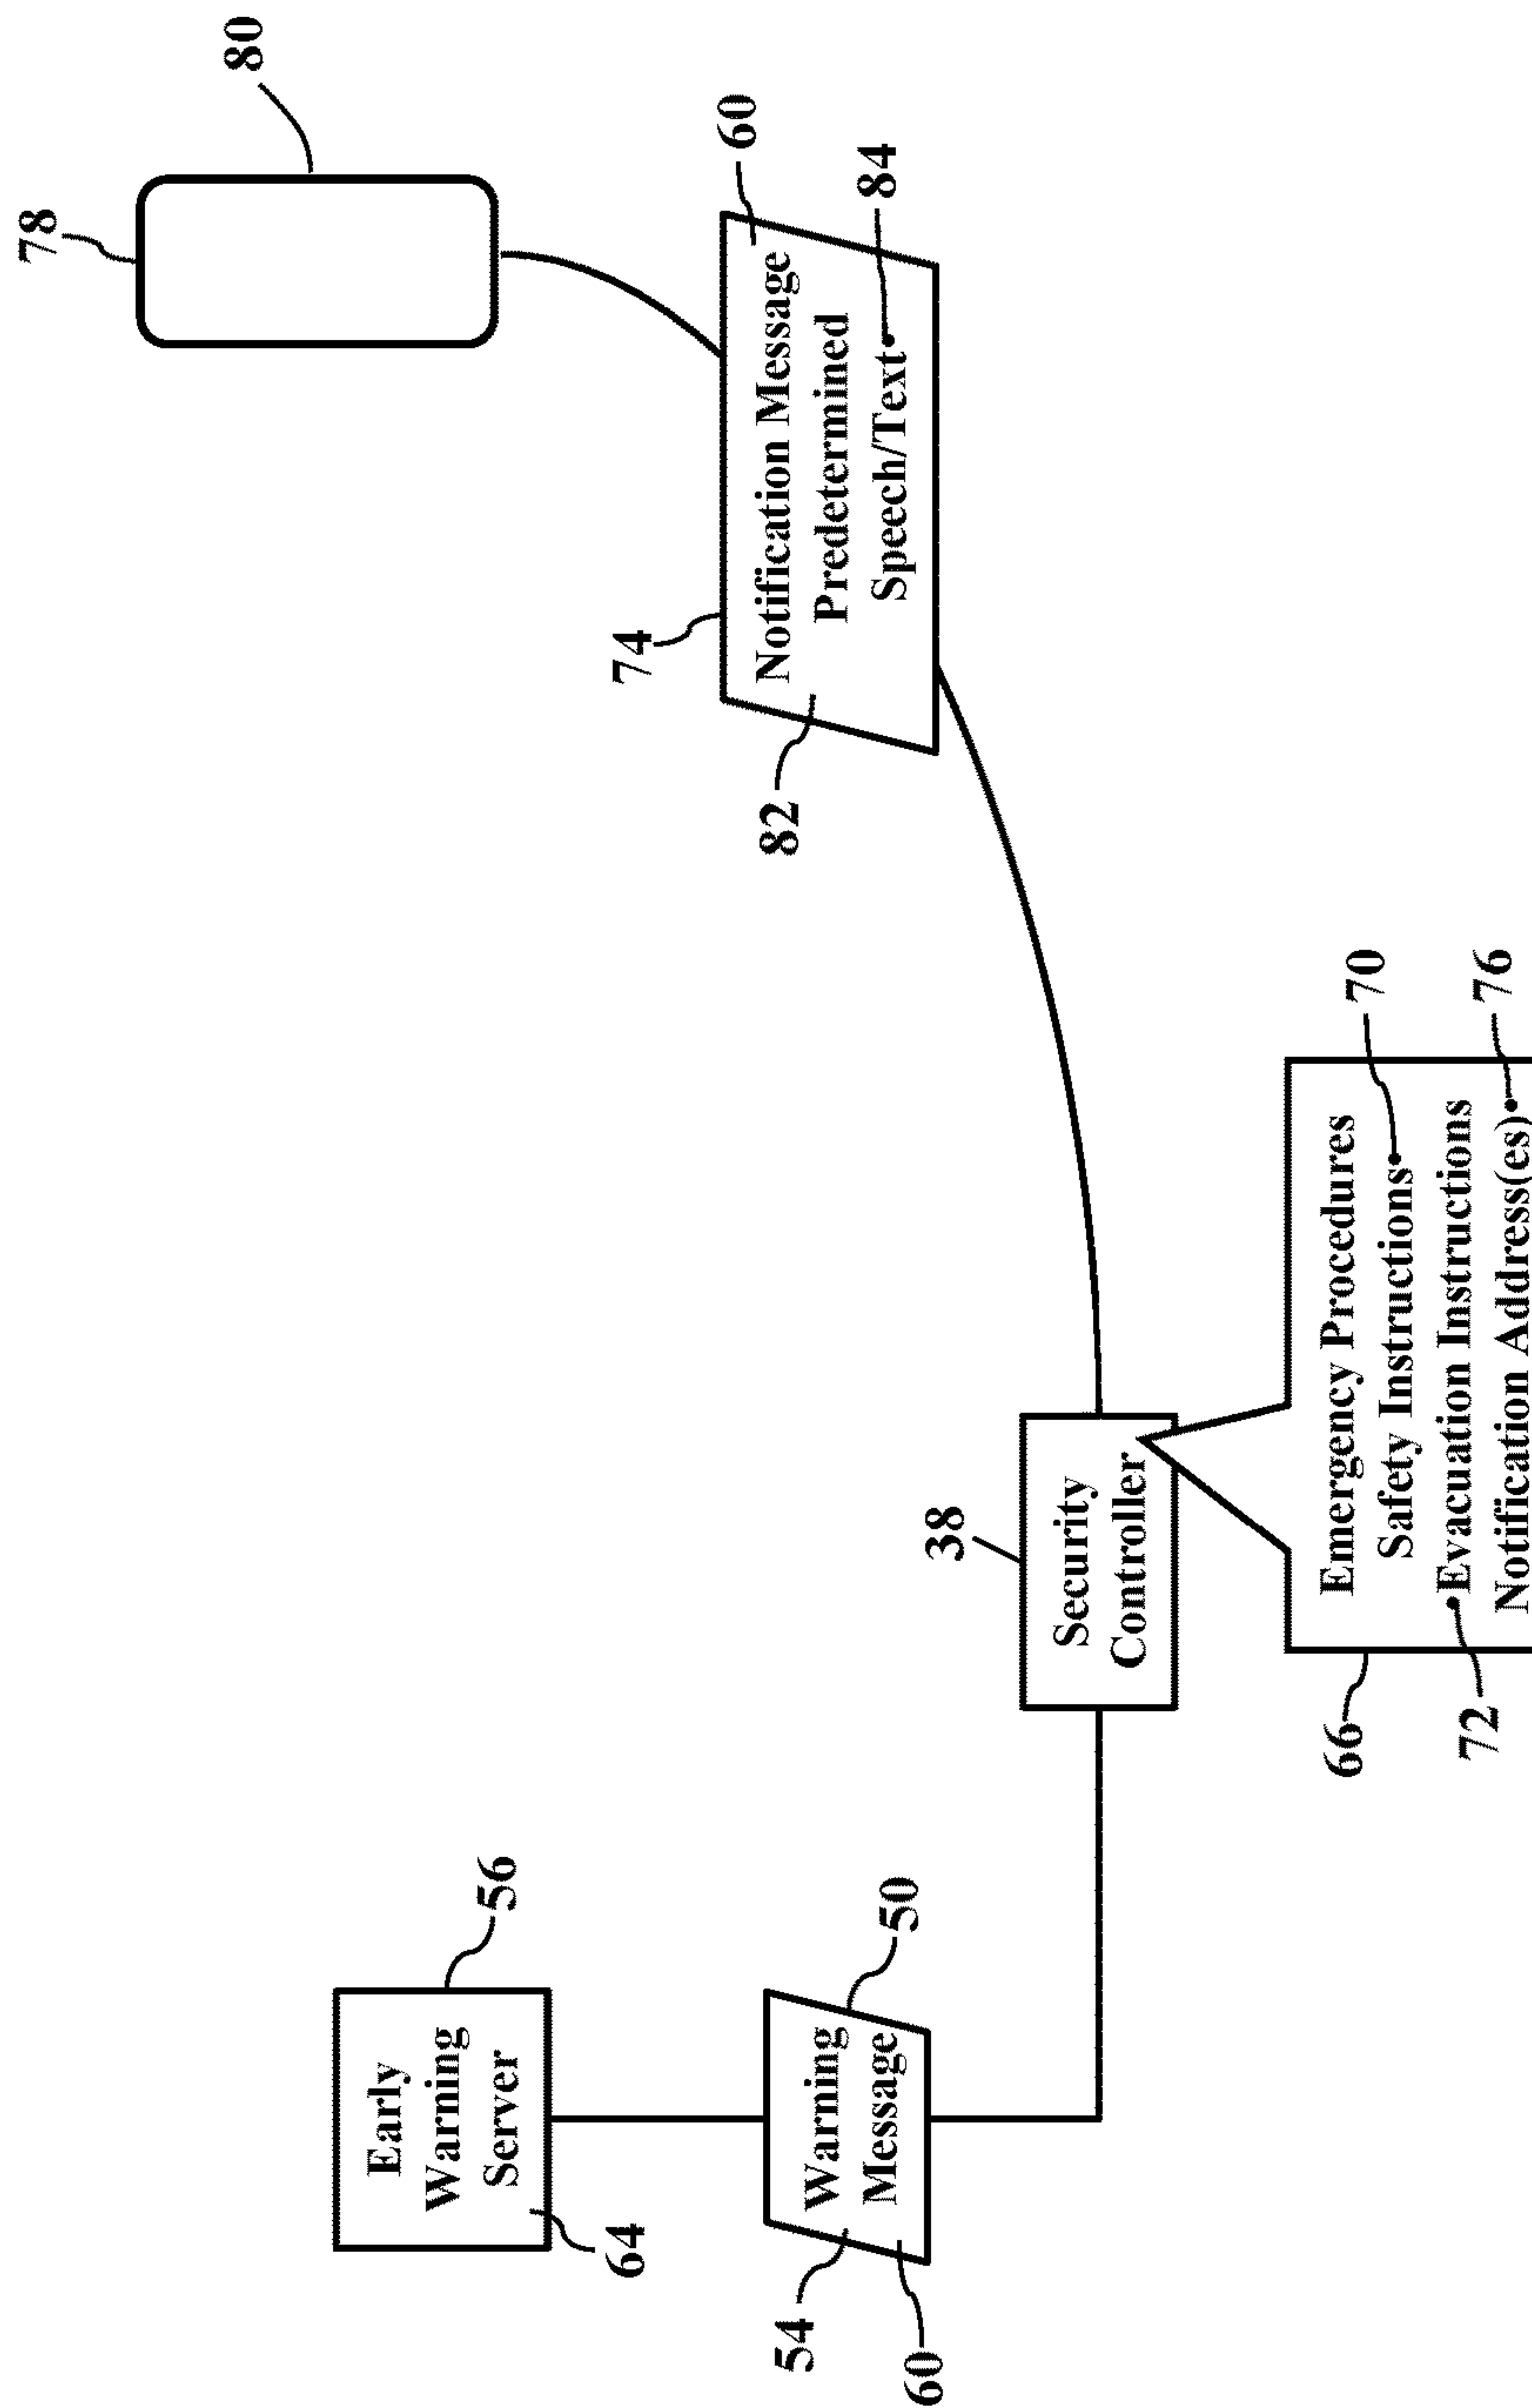 78
80
Early
Warning
Server
56
64
74
60
Notification Message
Predetermined
Speech/Text
82
84
54
Warning
Message
50
60
38
Security
Controller
66
Emergency Procedures
Safety Instructions
70
72
Evacuation Instructions
Notification Address(es)
76